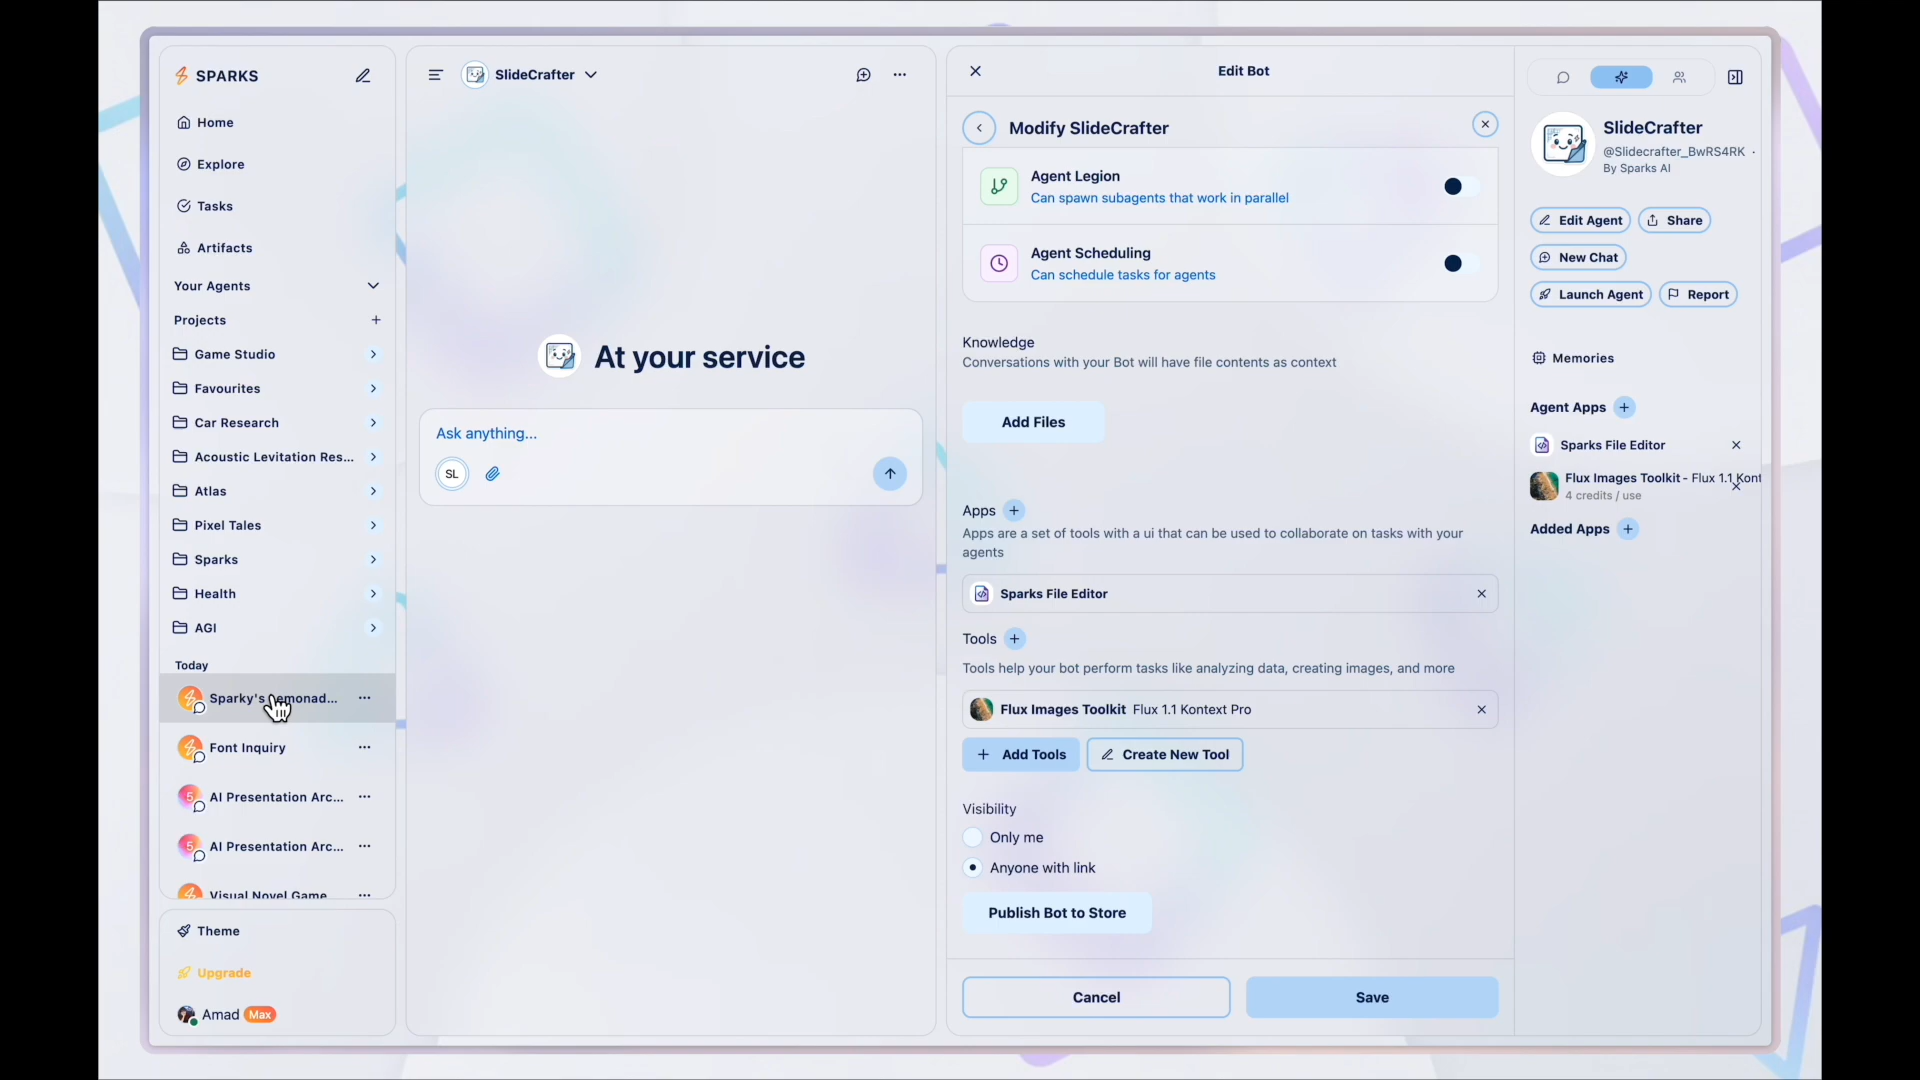 SPARKS
Home
Explore
Tasks
Artifacts
Your Agents
Projects
Game Studio
Favourites
Car Research
Acoustic Levitation Res...
Atlas
Pixel Tales
Sparks
Health
AGI
Today
Sparky's Lemonad...
Font Inquiry
5 AI Presentation Arc...
5 AI Presentation Arc...
Visual Novel Game
Theme
Upgrade
Amad Max
SlideCrafter
At your service
Ask anything...
SL
Edit Bot
Modify SlideCrafter
Agent Legion
Can spawn subagents that work in parallel
Agent Scheduling
Can schedule tasks for agents
Knowledge
Conversations with your Bot will have file contents as context
Add Files
Apps
Apps are a set of tools with a ui that can be used to collaborate on tasks with your
agents
Sparks File Editor
Tools
Tools help your bot perform tasks like analyzing data, creating images, and more
Flux Images Toolkit Flux 1.1 Kontext Pro
Add Tools
Create New Tool
Visibility
Only me
Anyone with link
Publish Bot to Store
Cancel
Save
SlideCrafter
@Slidecrafter_BwRS4RK ·
By Sparks AI
Edit Agent
Share
New Chat
Launch Agent
Report
Memories
Agent Apps
Sparks File Editor
Flux Images Toolkit - Flux 1.1 Kont
4 credits / use
Added Apps